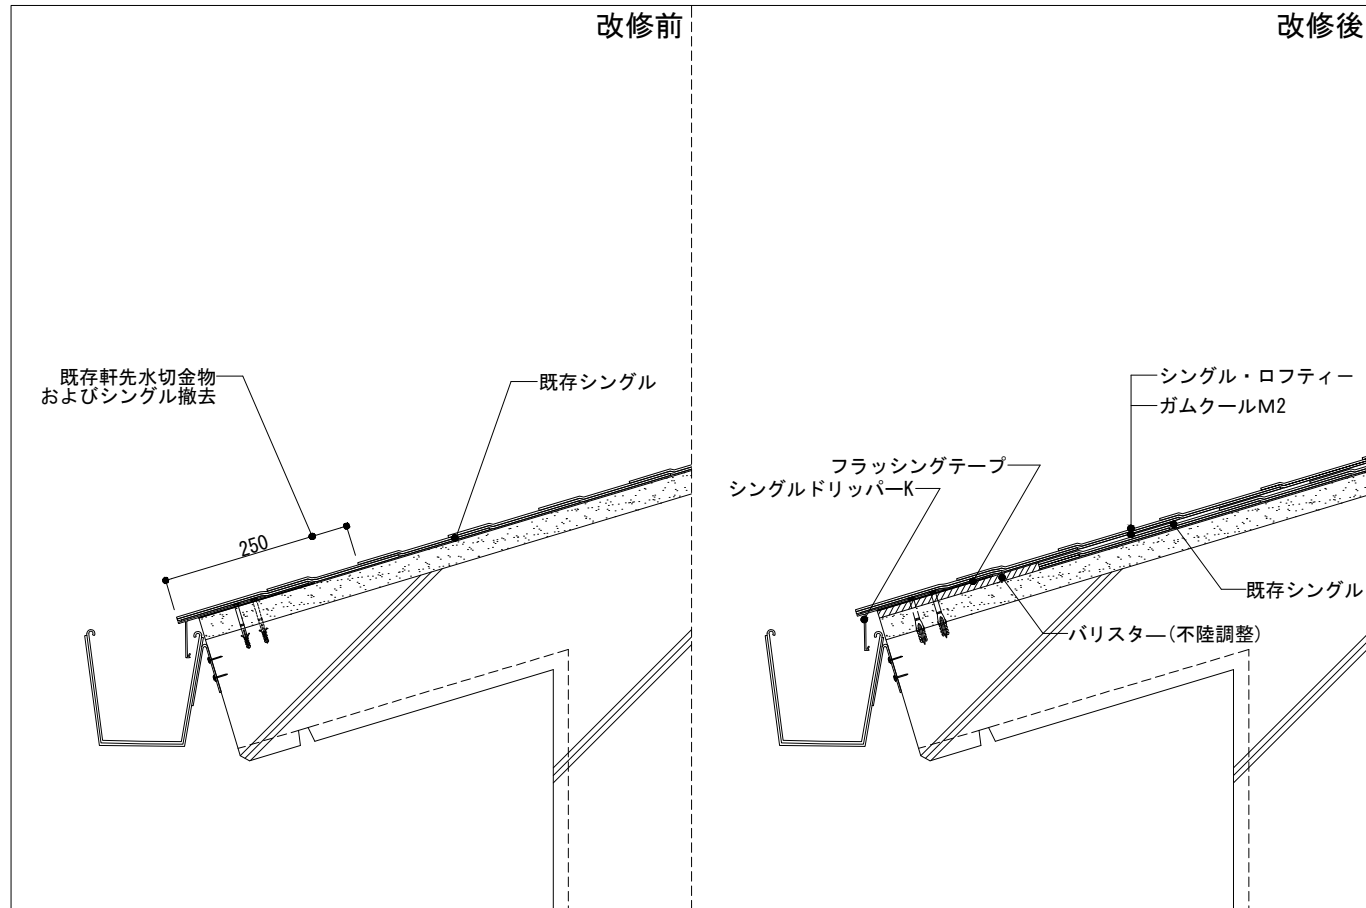 改修前
既存軒先水切金物
およびシングル撤去
既存シングル
250
改修後
シングル・ロフティー
ガムクールM2
フラッシングテープ
シングルドリッパーK
既存シングル
バリスター(不陸調整)